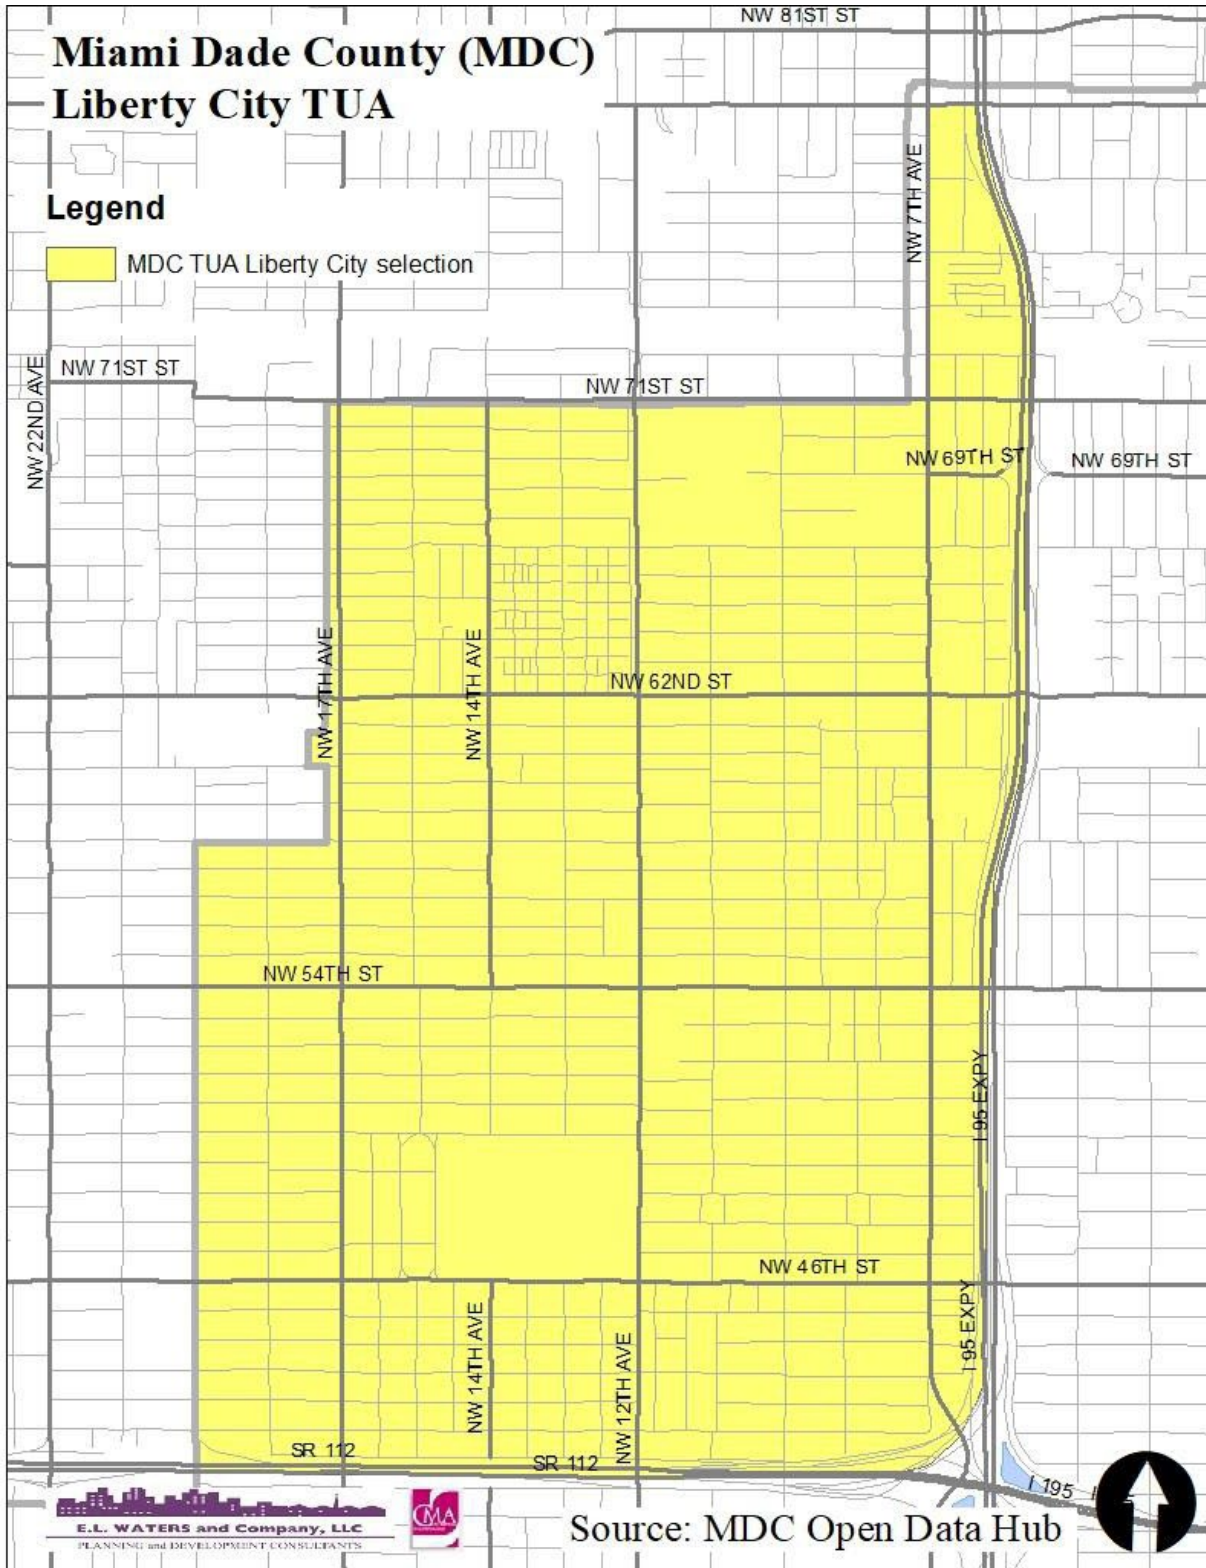 NW 81ST ST
Miami Dade County (MDC)
Liberty City TUA
NW 7TH AVE
Legend
MDC TUA Liberty City selection
NW 22ND AVE
NW 71ST ST
NW 71ST ST
NW 69TH ST
NW 69TH ST
NW 17TH AVE
NW 14TH AVE
NW 62ND ST
NW 54TH ST
I 95 EXPY
NW 46TH ST
I 95 EXPY
NW 14TH AVE
NW 12TH AVE
SR 112
SR 112
I 195
E.L. WATERS and Company, LLC
PLANNING and DEVELOPMENT CONSULTANTS
CMA
Source: MDC Open Data Hub